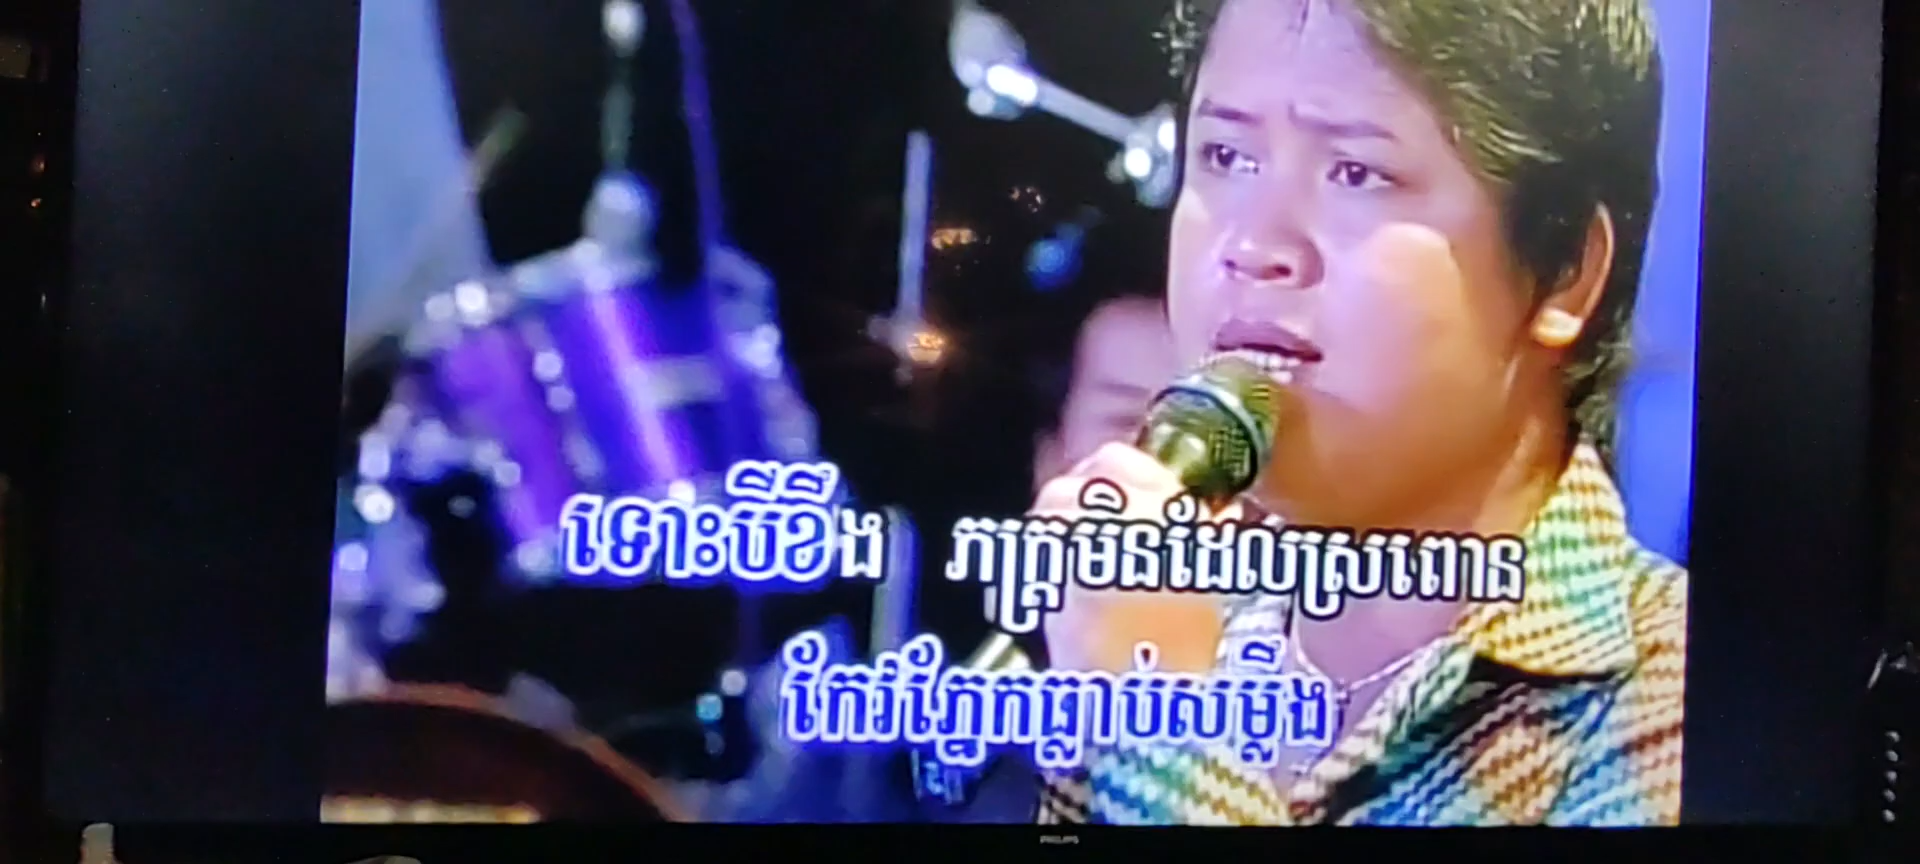 ទោះបីខឹង ភក្ត្រមិនដែលស្រពោន
កែវភ្នែកធ្លាប់សម្លឹង
PHILIPS